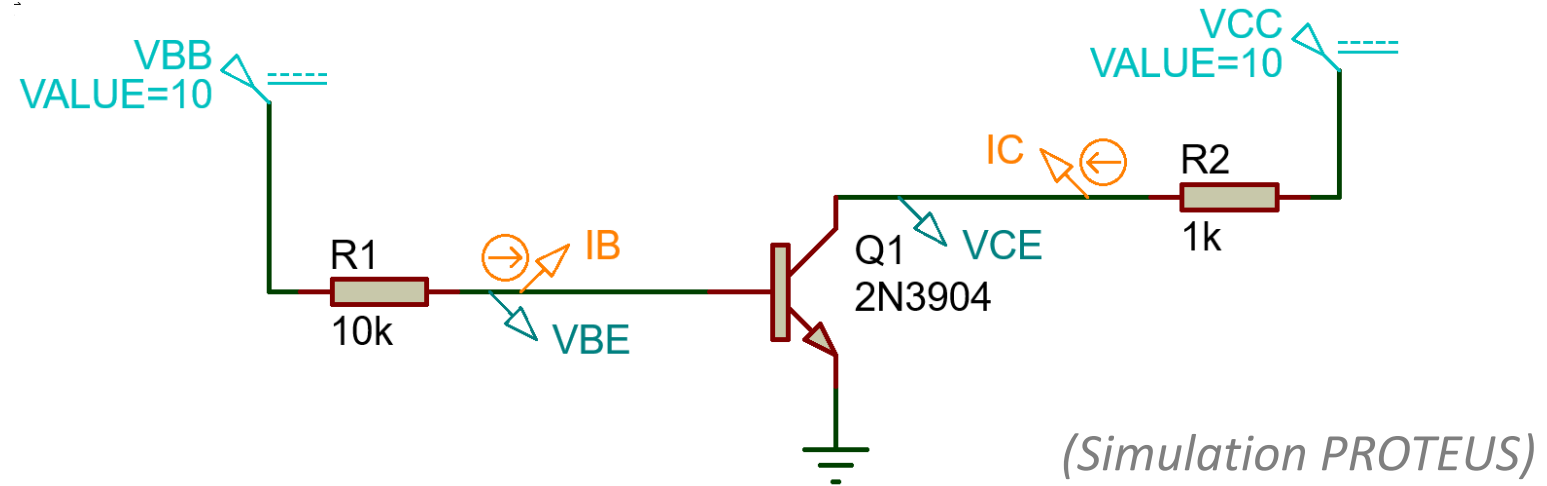 VBB
VALUE=10
VCC
VALUE=10
IC
R2
1k
R1
10k
IB
VBE
Q1
2N3904
VCE
(Simulation PROTEUS)